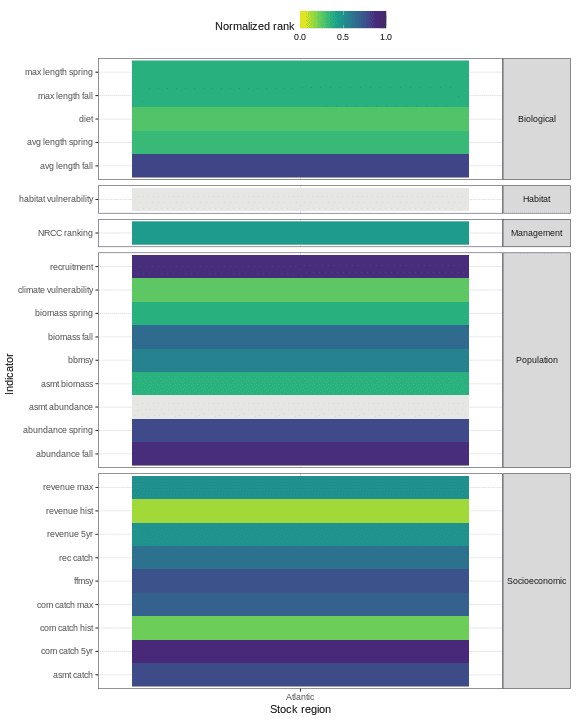 Normalized rank
0.0 0.5 1.0
max length spring
max length fall
diet
avg length spring
avg length fall
Biological
habitat vulnerability
Habitat
NRCC ranking
Management
recruitment
climate vulnerability
biomass spring
biomass fall
bbmsy
asmt biomass
asmt abundance
abundance spring
abundance fall
Population
revenue max
revenue hist
revenue 5yr
rec catch
ffmsy
com catch max
com catch hist
com catch 5yr
asmt catch
Socioeconomic
Indicator
Atlantic
Stock region